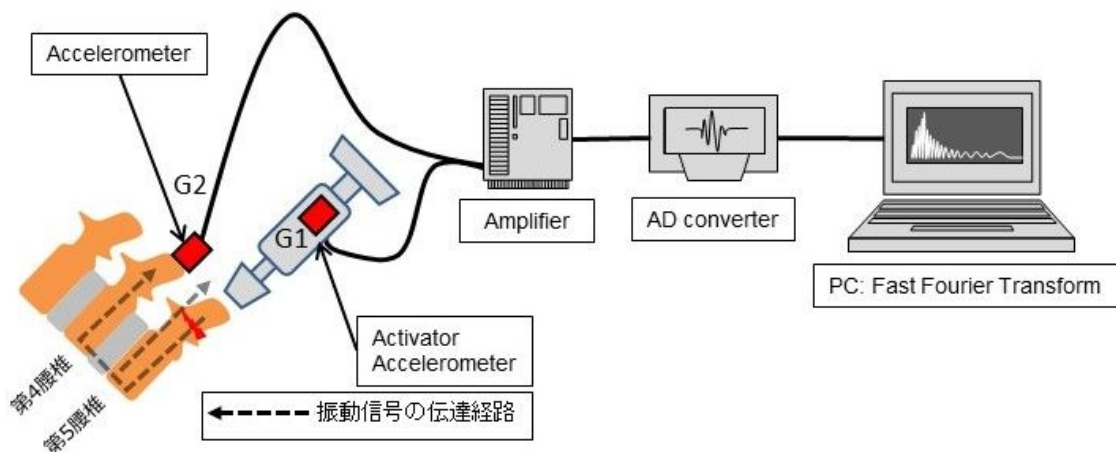 Accelerometer
G2
G1
Amplifier
AD converter
PC: Fast Fourier Transform
Activator
Accelerometer
第4腰椎
第5腰椎
振動信号の伝達経路